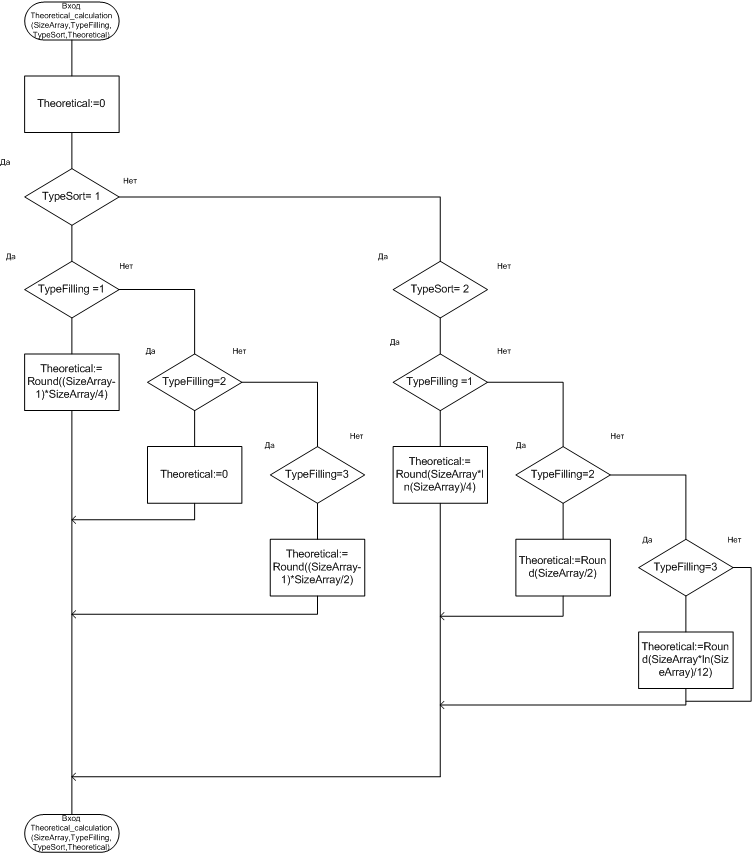 Вход
Theoretical_calculation
(SizeArray,TypeFilling,
TypeSort,Theoretical)
Theoretical:=0
Да
TypeSort= 1
Нет
Да
TypeFilling =1
Нет
Да
TypeSort= 2
Нет
Theoretical:=
Round((SizeArray-
1)*SizeArray/4)
Да
TypeFilling=2
Нет
Да
TypeFilling =1
Нет
Theoretical:=0
Да
TypeFilling=3
Нет
Theoretical:=
Round(SizeArray*l
n(SizeArray)/4)
Да
TypeFilling=2
Нет
Theoretical:=
Round((SizeArray-
1)*SizeArray/2)
Theoretical:=Roun
d(SizeArray/2)
Да
TypeFilling=3
Нет
Theoretical:=Roun
d(SizeArray*ln(Siz
eArray)/12)
Вход
Theoretical_calculation
(SizeArray,TypeFilling,
TypeSort,Theoretical)